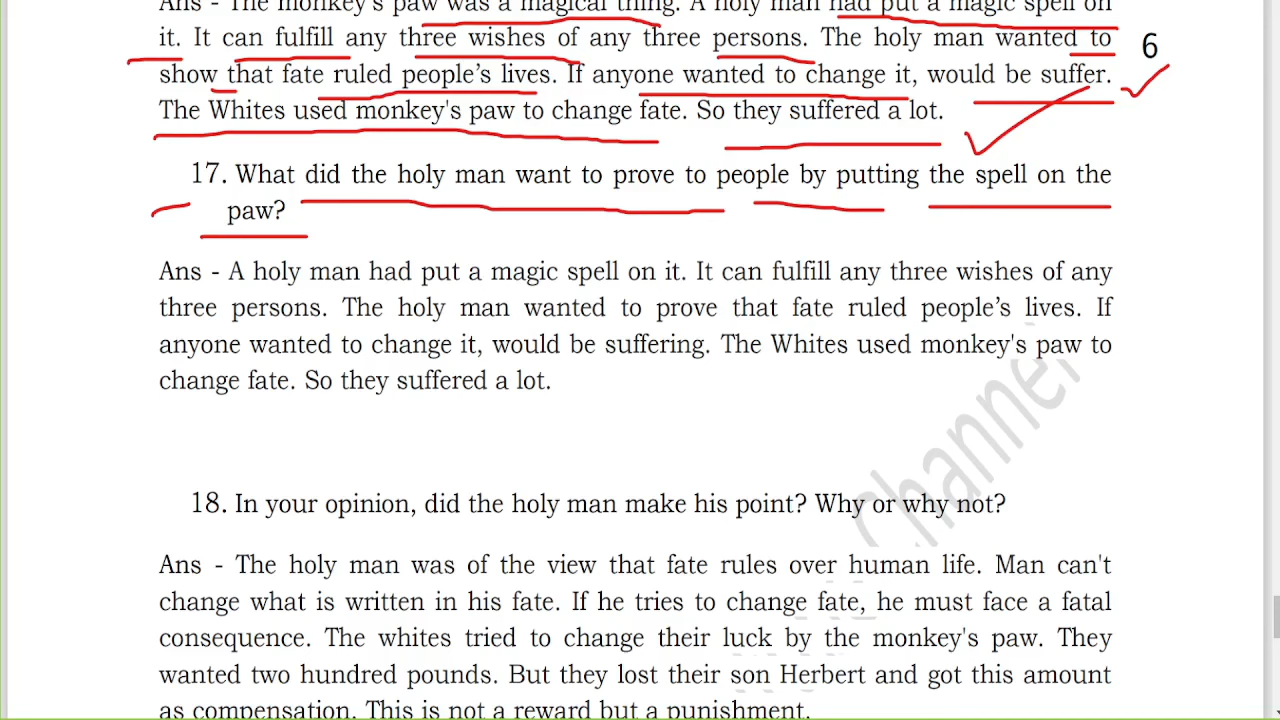 Ans - The monkey's paw was a magical thing. A holy man had put a magic spell on
it. It can fulfill any three wishes of any three persons. The holy man wanted to
show that fate ruled people's lives. If anyone wanted to change it, would be suffer.
The Whites used monkey's paw to change fate. So they suffered a lot.
6
17. What did the holy man want to prove to people by putting the spell on the
paw?
Ans - A holy man had put a magic spell on it. It can fulfill any three wishes of any
three persons. The holy man wanted to prove that fate ruled people's lives. If
anyone wanted to change it, would be suffering. The Whites used monkey's paw to
change fate. So they suffered a lot.
Channel
18. In your opinion, did the holy man make his point? Why or why not?
Ans - The holy man was of the view that fate rules over human life. Man can't
change what is written in his fate. If he tries to change fate, he must face a fatal
consequence. The whites tried to change their luck by the monkey's paw. They
wanted two hundred pounds. But they lost their son Herbert and got this amount
as compensation. This is not a reward but a punishment.